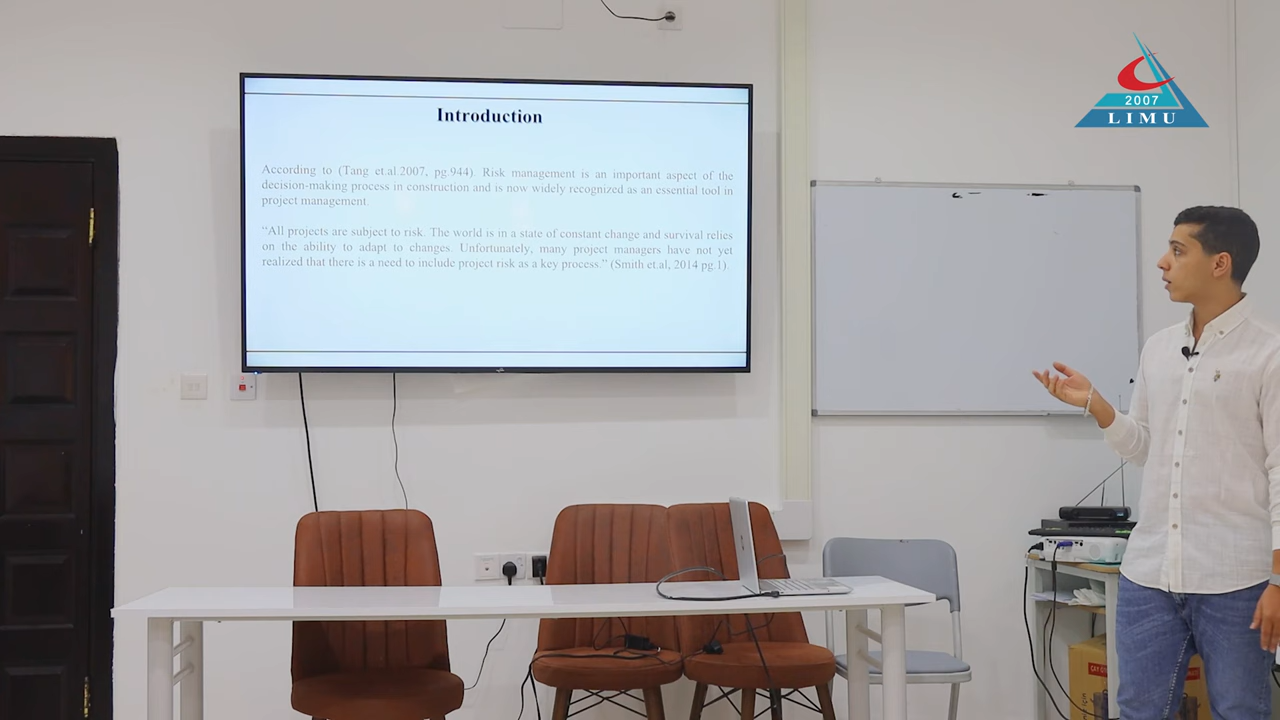 Introduction
According to (Tang et.al.2007, pg.944). Risk management is an important aspect of the
decision-making process in construction and is now widely recognized as an essential tool in
project management.
“All projects are subject to risk. The world is in a state of constant change and survival relies
on the ability to adapt to changes. Unfortunately, many project managers have not yet
realized that there is a need to include project risk as a key process.” (Smith et.al, 2014 pg.1).
2007
LIMU